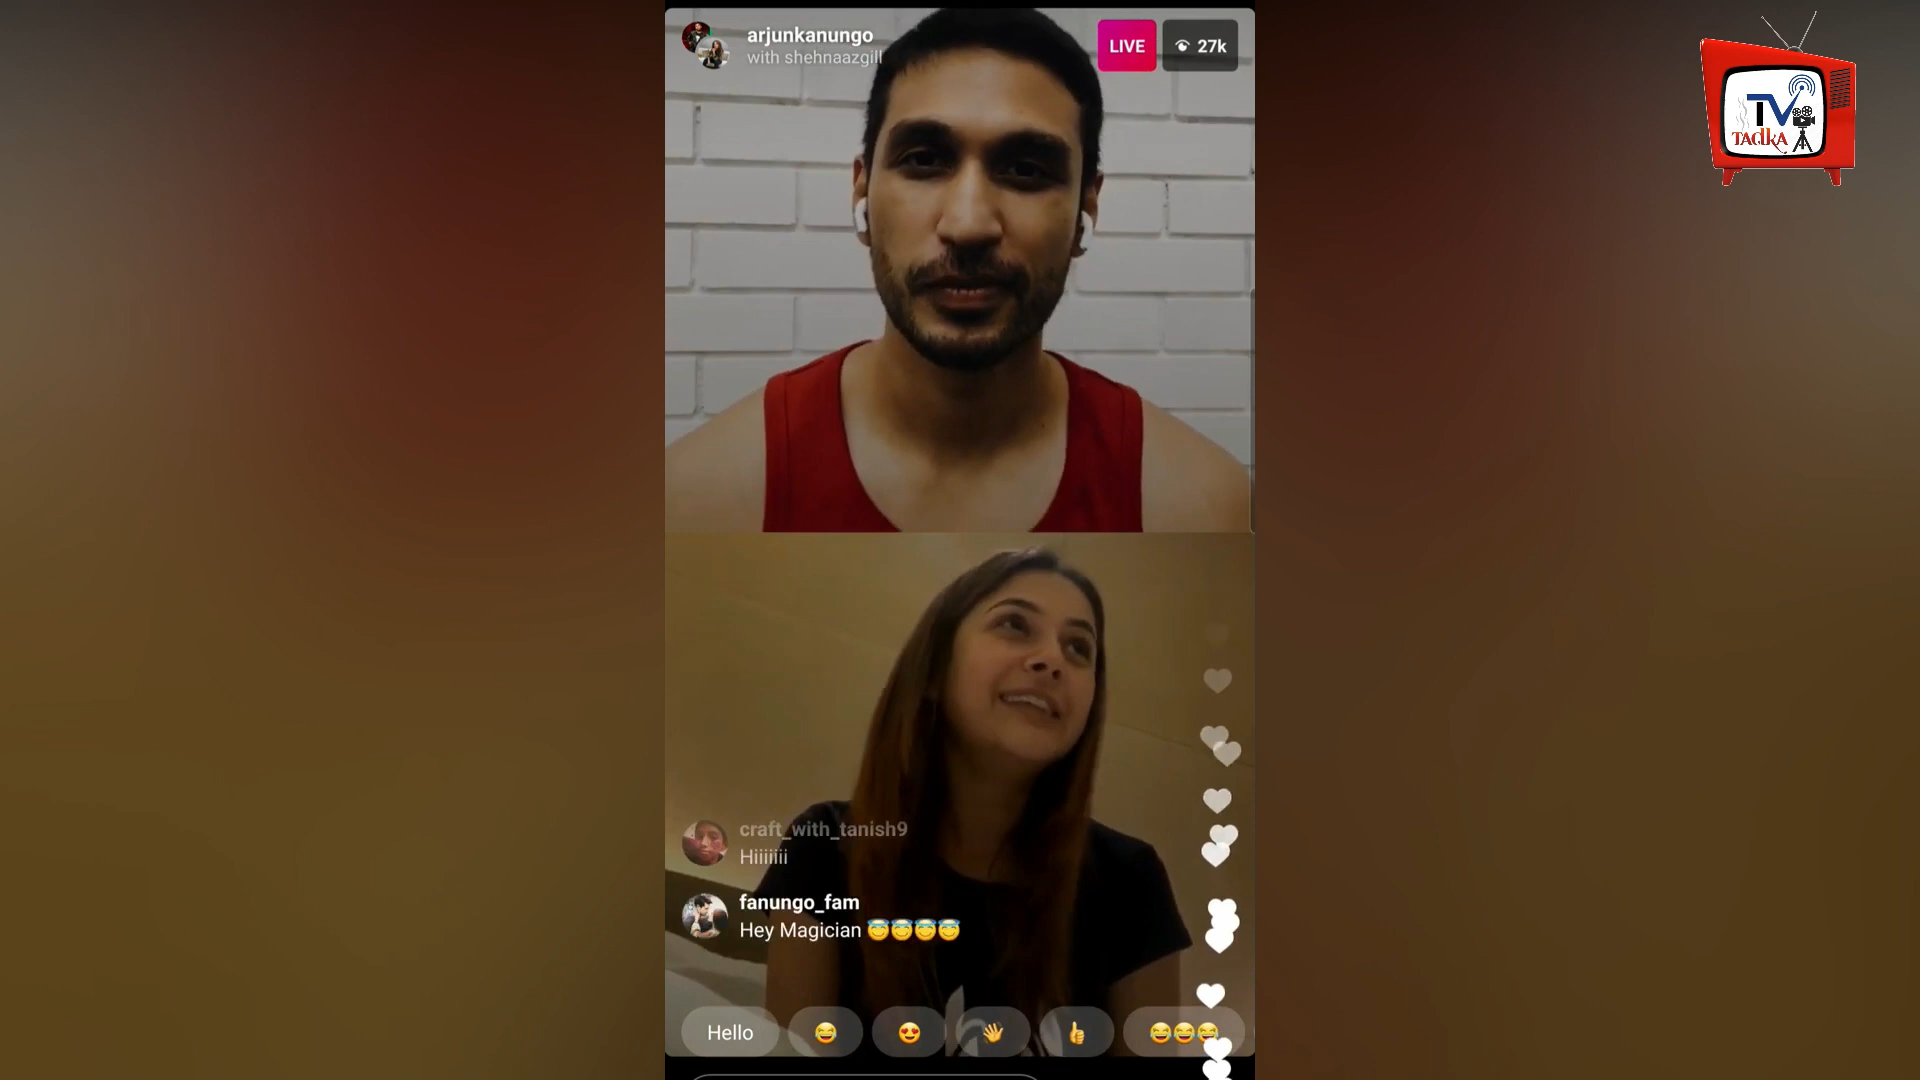 arjunkanungo
with shehnaazgill
LIVE
27k
TV
TAdkA
craft_with_tanish9
Hiiiiiii
fanungo_fam
Hey Magician 😇😇😇😇
Hello 😂 😍 👋 👍 😂😂😂